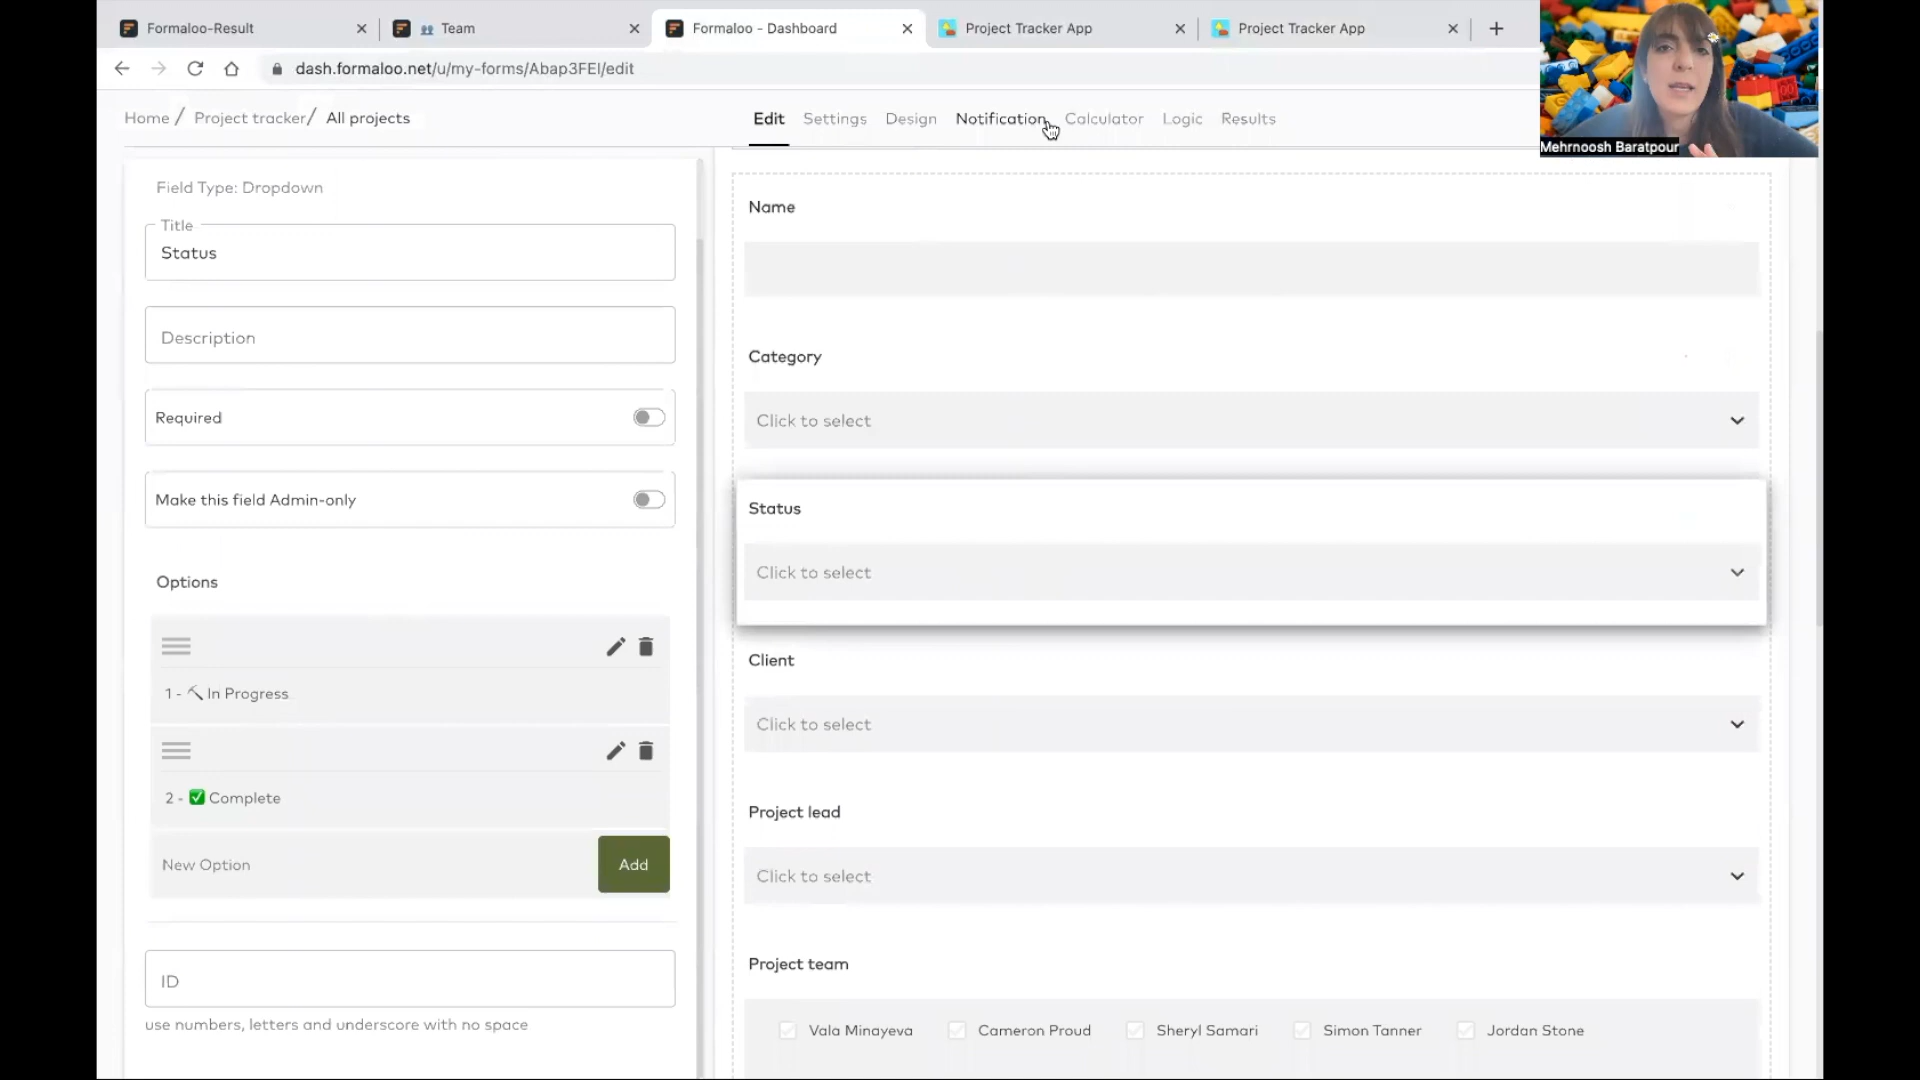 Formaloo-Result
Team
Formaloo - Dashboard
Project Tracker App
Project Tracker App
dash.formaloo.net/u/my-forms/Abap3FEI/edit
Home / Project tracker/ All projects
Edit Settings Design Notification Calculator Logic Results
Mehrnoosh Baratpour
Field Type: Dropdown
Title
Status
Description
Required
Make this field Admin-only
Options
1 - ⛏ In Progress
2 - ✅ Complete
New Option
Add
ID
use numbers, letters and underscore with no space
Name
Category
Click to select
Status
Click to select
Client
Click to select
Project lead
Click to select
Project team
Vala Minayeva Cameron Proud Sheryl Samari Simon Tanner Jordan Stone